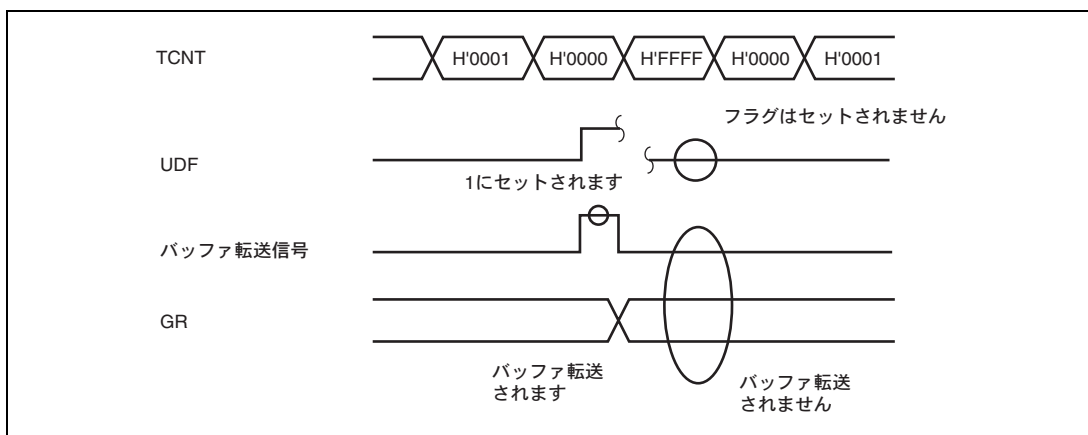 TCNT
H'0001
H'0000
H'FFFF
H'0000
H'0001
フラグはセットされません
UDF
1にセットされます
バッファ転送信号
GR
バッファ転送
されます
バッファ転送
されません